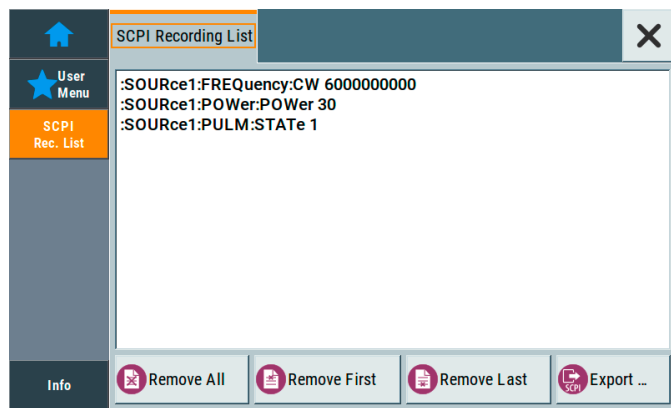 SCPI Recording List
User
Menu
SCPI
Rec. List
:SOURce1:FREQuency:CW 6000000000
:SOURce1:POWer:POWer 30
:SOURce1:PULM:STATe 1
Info
Remove All
Remove First
Remove Last
SCPI
Export ...